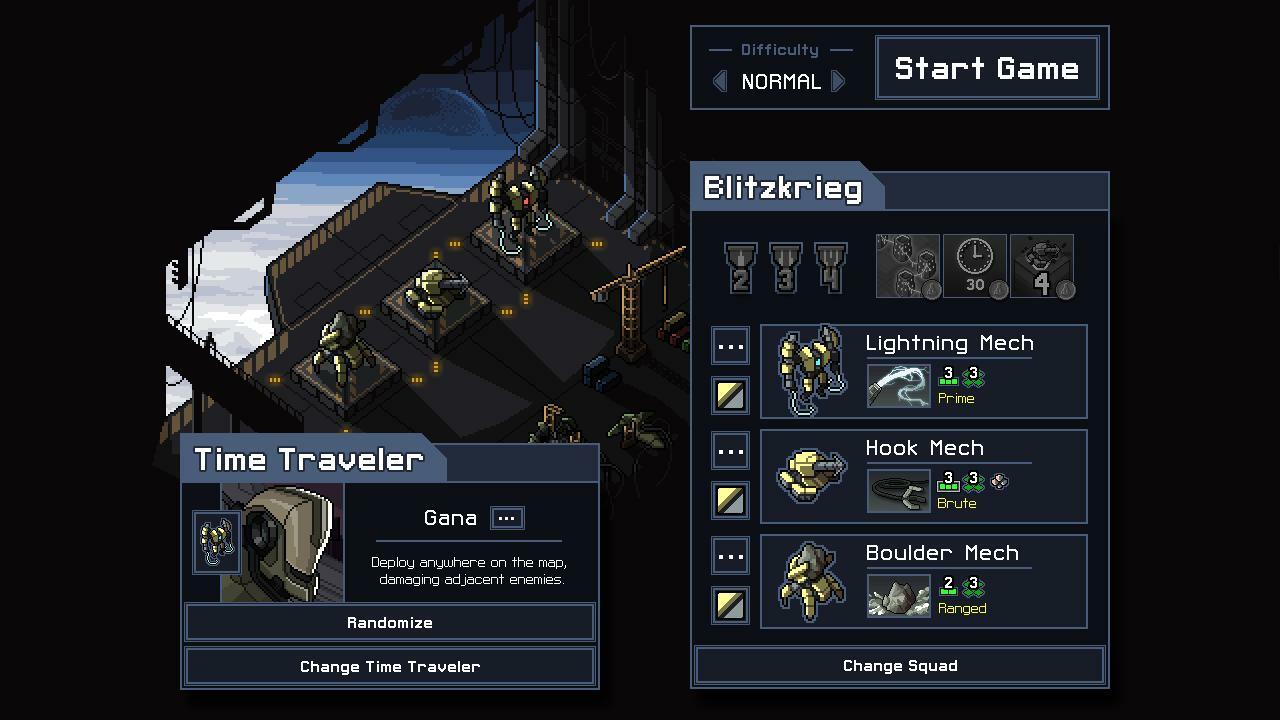 Difficulty
NORMAL
Start Game
Blitzkrieg
2 3 4
30
4
...
Lightning Mech
3 3
Prime
...
Hook Mech
3 3
Brute
...
Boulder Mech
2 3
Ranged
Change Squad
Time Traveler
Gana ...
Deploy anywhere on the map,
damaging adjacent enemies.
Randomize
Change Time Traveler